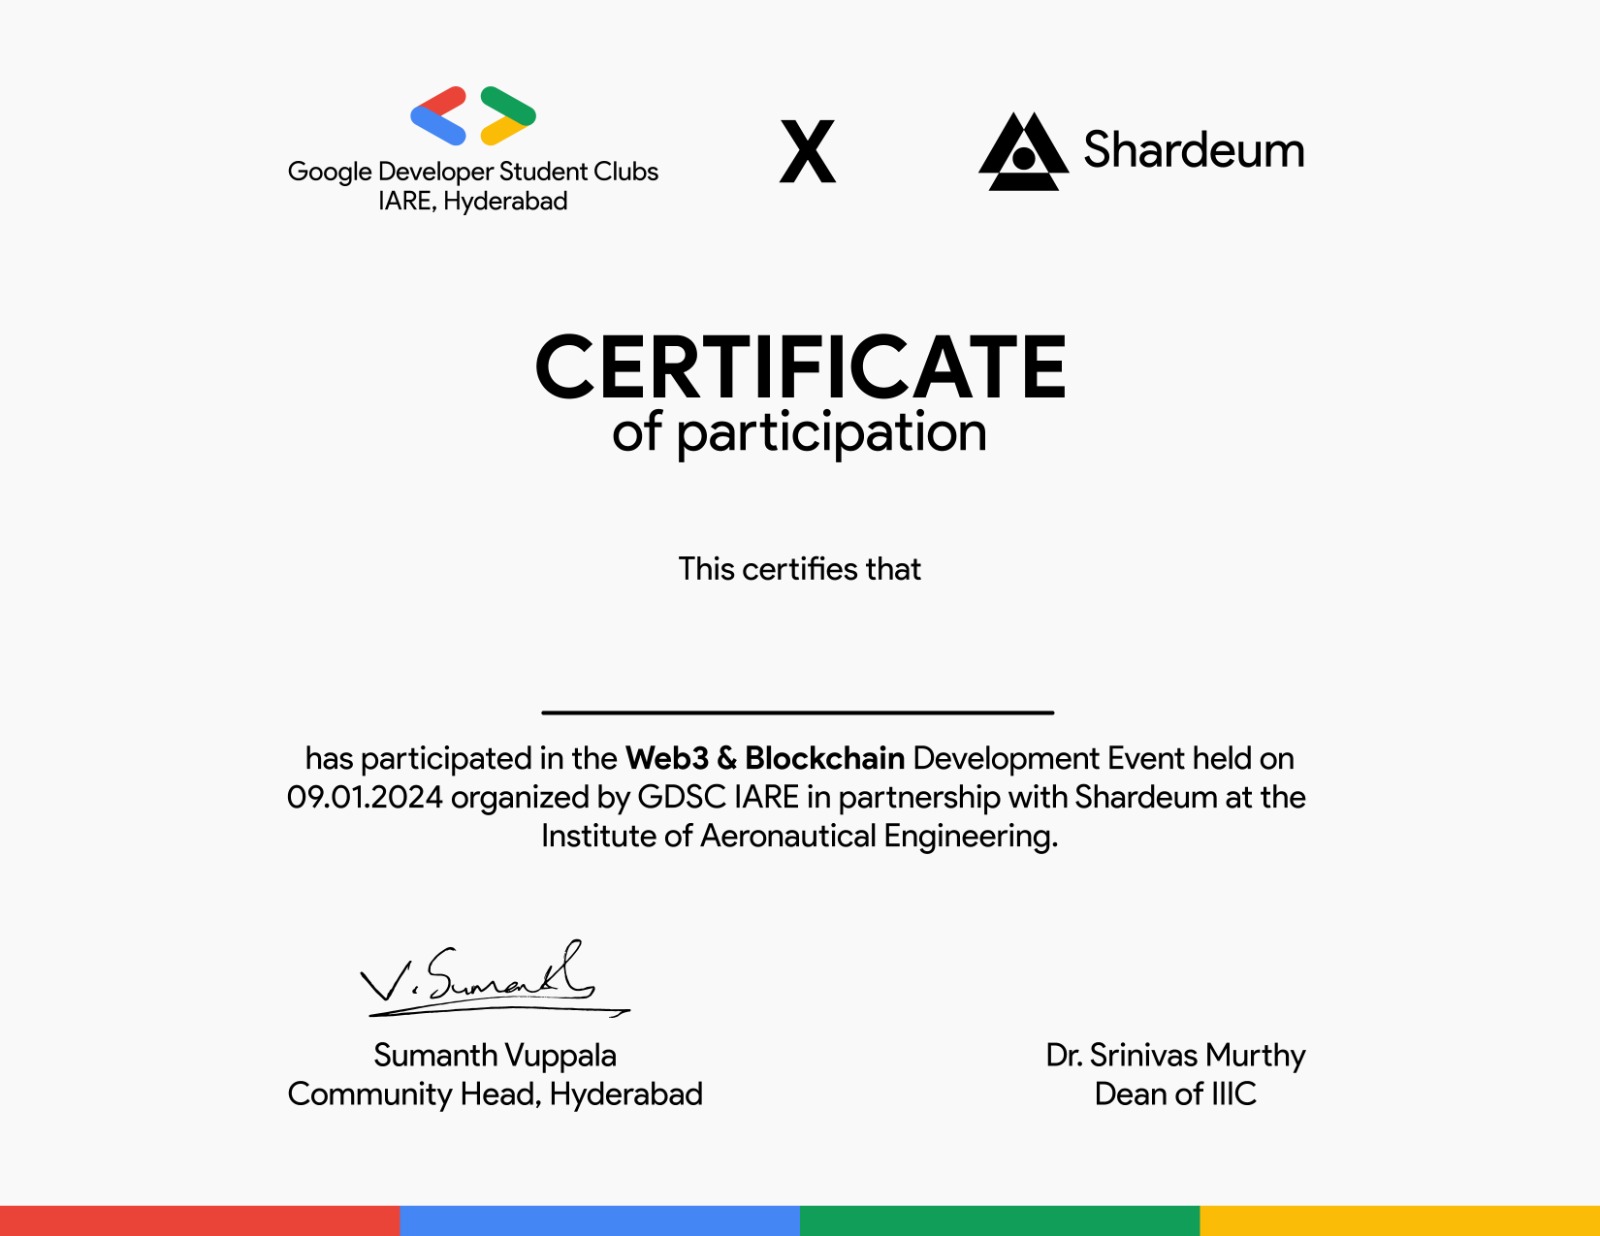 Google Developer Student Clubs
IARE, Hyderabad
X
Shardeum
CERTIFICATE
of participation
This certifies that
has participated in the Web3 & Blockchain Development Event held on
09.01.2024 organized by GDSC IARE in partnership with Shardeum at the
Institute of Aeronautical Engineering.
V. Sumanth
Sumanth Vuppala
Community Head, Hyderabad
Dr. Srinivas Murthy
Dean of IIIC